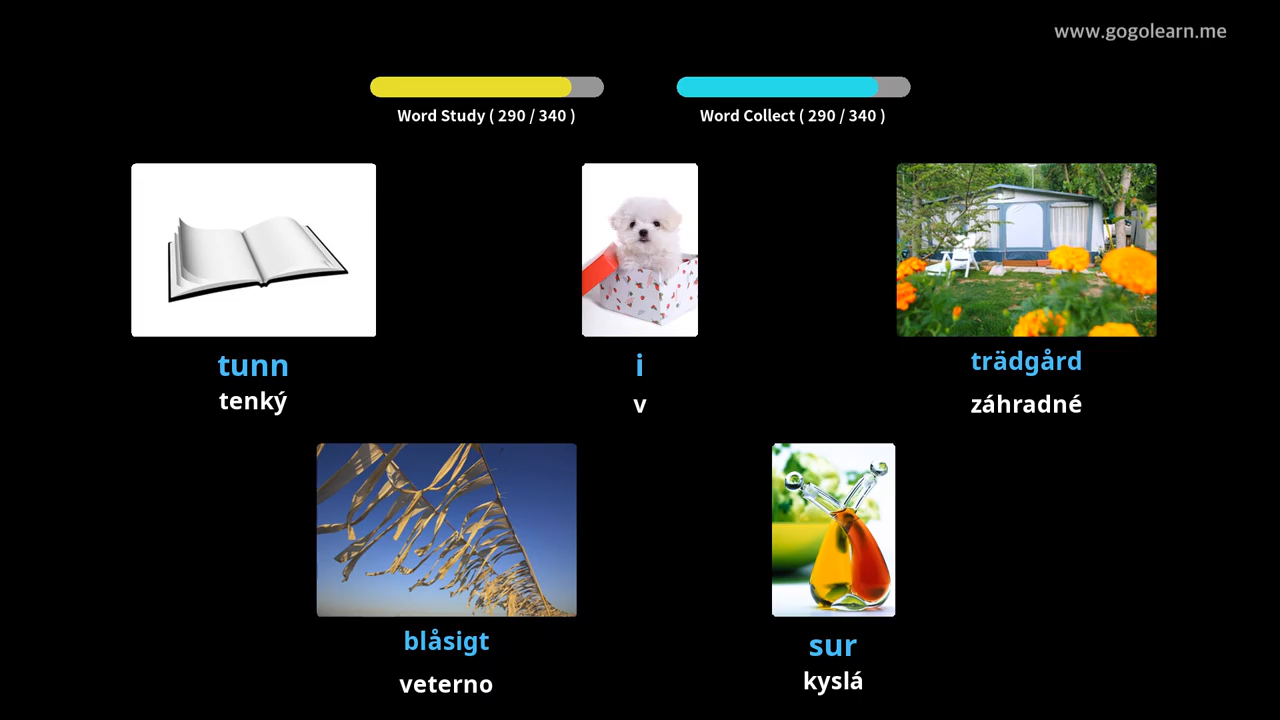 www.gogolearn.me
Word Study ( 290 / 340 )
Word Collect ( 290 / 340 )
tunn
tenký
i
v
trädgård
záhradné
blåsigt
veterno
sur
kyslá